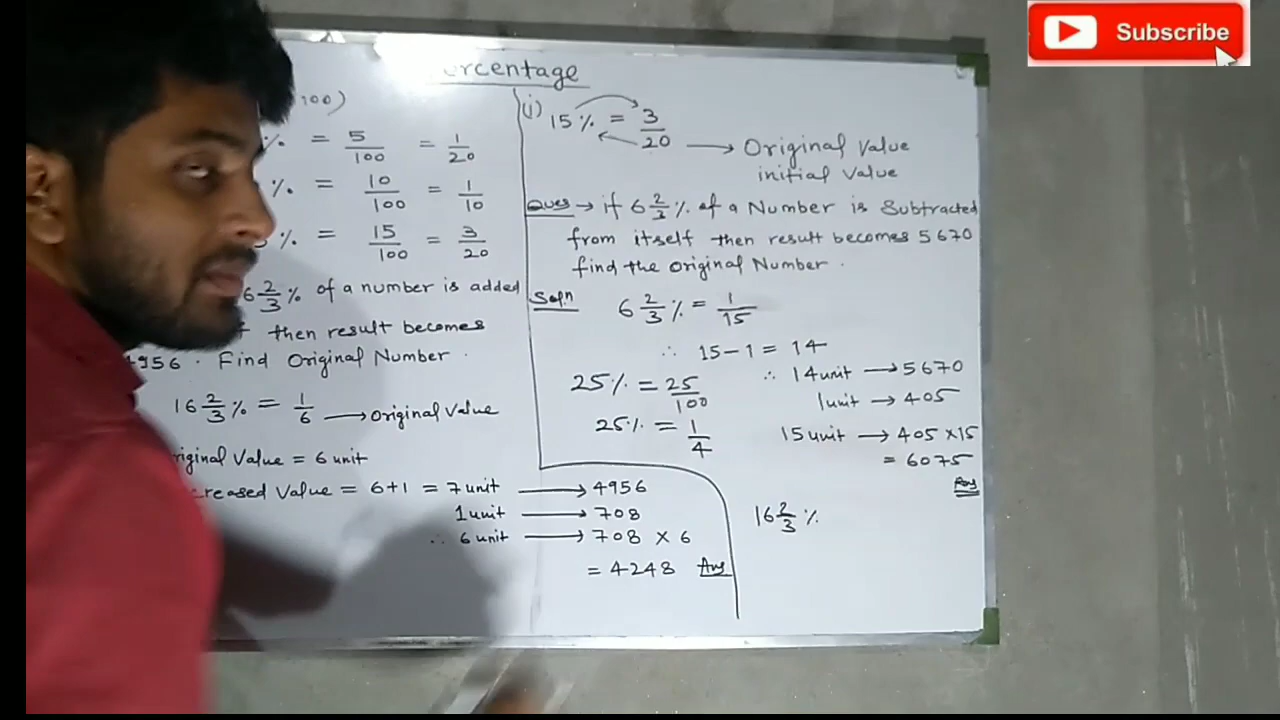 Subscribe
100)
% = 5/100 = 1/20
% = 10/100 = 1/10
% = 15/100 = 3/20
6 2/3 % of a number is added
then result becomes
4956. Find Original Number.
16 2/3 % = 1/6 → Original Value
Value = 6 unit
Value = 6+1 = 7 unit → 4956
1 unit → 708
∴ 6 unit → 708 × 6
= 4248 Ans
(i) 15% = 3/20 → Original Value
initial Value
Ques → if 6 2/3 % of a Number is Subtracted
from itself then result becomes 5670
find the Original Number.
Soln 6 2/3 % = 1/15
∴ 15-1 = 14
25% = 25/100
25% = 1/4
∴ 14 unit → 5670
1 unit → 405
15 unit → 405 × 15
= 6075
Ans
16 2/3 %